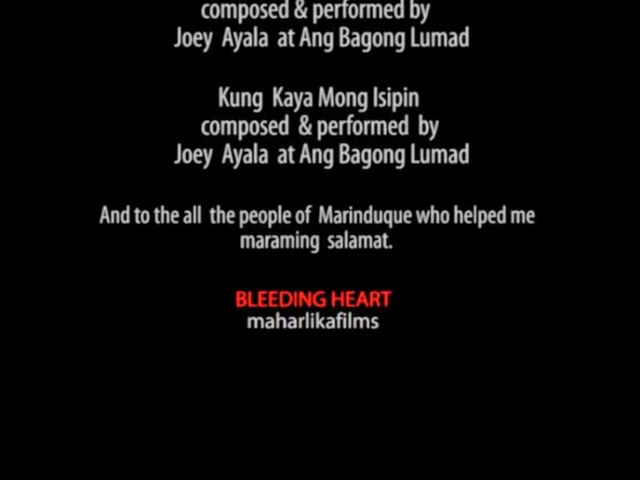 composed & performed by
Joey Ayala at Ang Bagong Lumad
Kung Kaya Mong Isipin
composed & performed by
Joey Ayala at Ang Bagong Lumad
And to the all the people of Marinduque who helped me
maraming salamat.
BLEEDING HEART
maharlikafilms